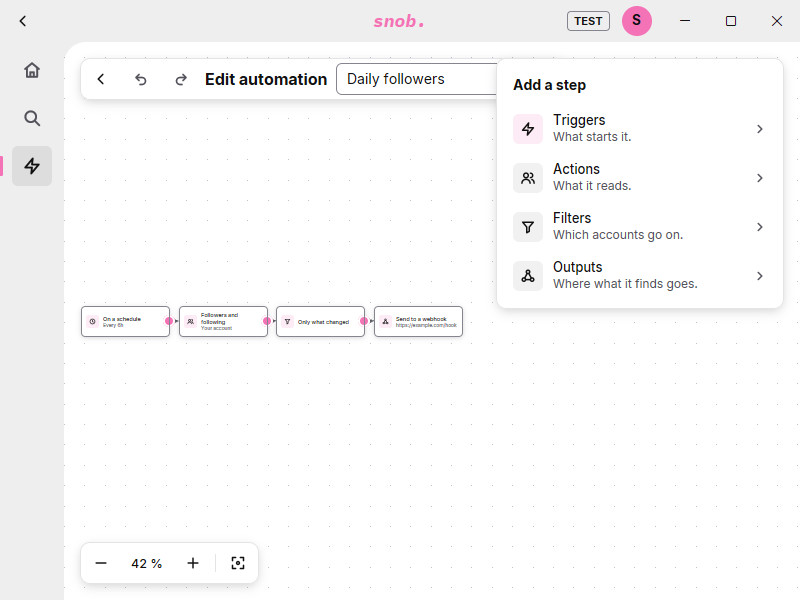 snob.
TEST
S
Edit automation
Daily followers
Add a step
Triggers
What starts it.
Actions
What it reads.
Filters
Which accounts go on.
Outputs
Where what it finds goes.
On a schedule
Every 6h
Followers and
following
Your account
Only what changed
Send to a webhook
https://example.com/hook
42 %